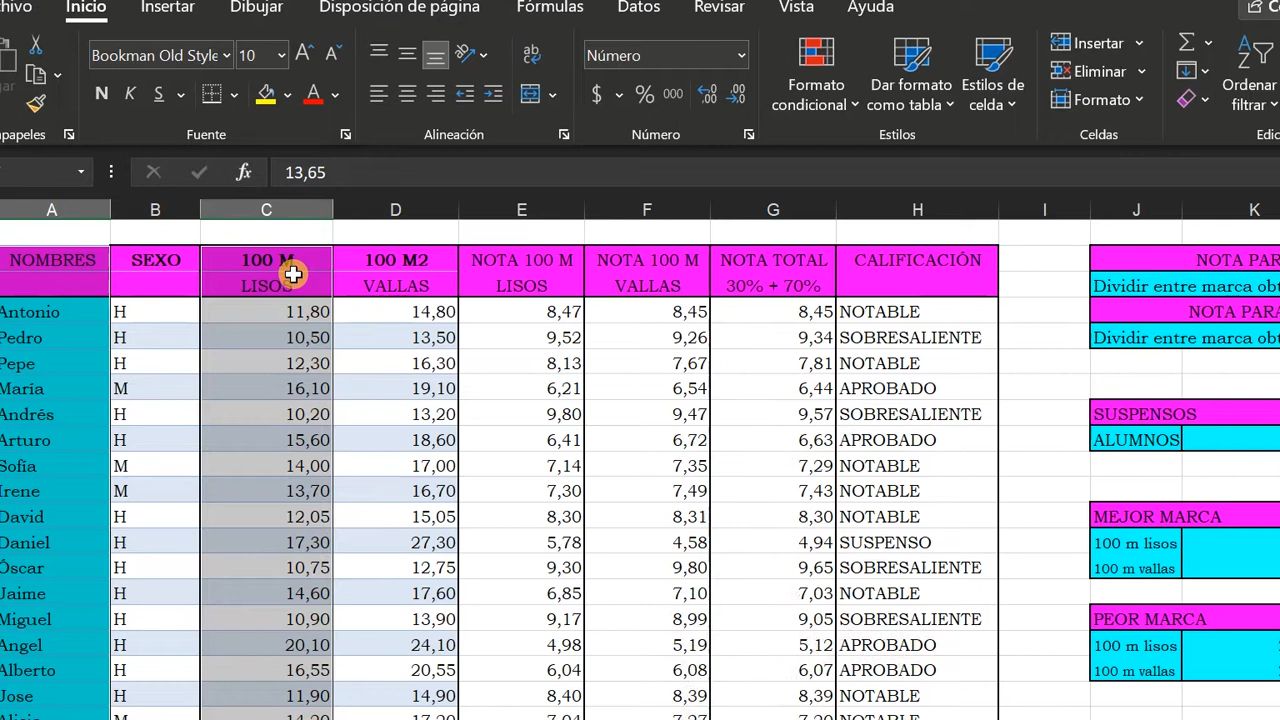 Inicio Insertar Dibujar Disposición de página Fórmulas Datos Revisar Vista Ayuda
Bookman Old Style 10 Número
Formato condicional
Dar formato como tabla
Estilos de celda
Insertar
Eliminar
Formato
Ordenar
filtrar
N K S
$ % 000
Fuente Alineación Número Estilos Celdas
fx 13,65
A B C D E F G H I J K
NOMBRES SEXO 100 M 100 M2 NOTA 100 M NOTA 100 M NOTA TOTAL CALIFICACIÓN
LISOS VALLAS LISOS VALLAS 30% + 70% Dividir entre marca
Antonio H 11,80 14,80 8,47 8,45 8,45 NOTABLE
Pedro H 10,50 13,50 9,52 9,26 9,34 SOBRESALIENTE Dividir entre marca
Pepe H 12,30 16,30 8,13 7,67 7,81 NOTABLE
María M 16,10 19,10 6,21 6,54 6,44 APROBADO
Andrés H 10,20 13,20 9,80 9,47 9,57 SOBRESALIENTE SUSPENSOS
Arturo H 15,60 18,60 6,41 6,72 6,63 APROBADO ALUMNOS
Sofía M 14,00 17,00 7,14 7,35 7,29 NOTABLE
Irene M 13,70 16,70 7,30 7,49 7,43 NOTABLE
David H 12,05 15,05 8,30 8,31 8,30 NOTABLE MEJOR MARCA
Daniel H 17,30 27,30 5,78 4,58 4,94 SUSPENSO 100 m lisos
Óscar H 10,75 12,75 9,30 9,80 9,65 SOBRESALIENTE 100 m vallas
Jaime H 14,60 17,60 6,85 7,10 7,03 NOTABLE
Miguel H 10,90 13,90 9,17 8,99 9,05 SOBRESALIENTE PEOR MARCA
Angel H 20,10 24,10 4,98 5,19 5,12 APROBADO 100 m lisos
Alberto H 16,55 20,55 6,04 6,08 6,07 APROBADO 100 m vallas
Jose H 11,90 14,90 8,40 8,39 8,39 NOTABLE